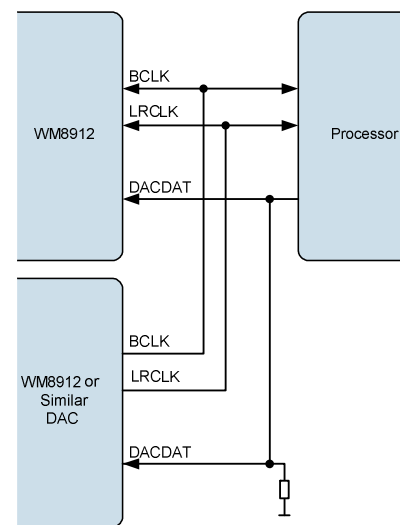 BCLK
LRCLK
WM8912
Processor
DACDAT
BCLK
LRCLK
WM8912 or
Similar
DAC
DACDAT